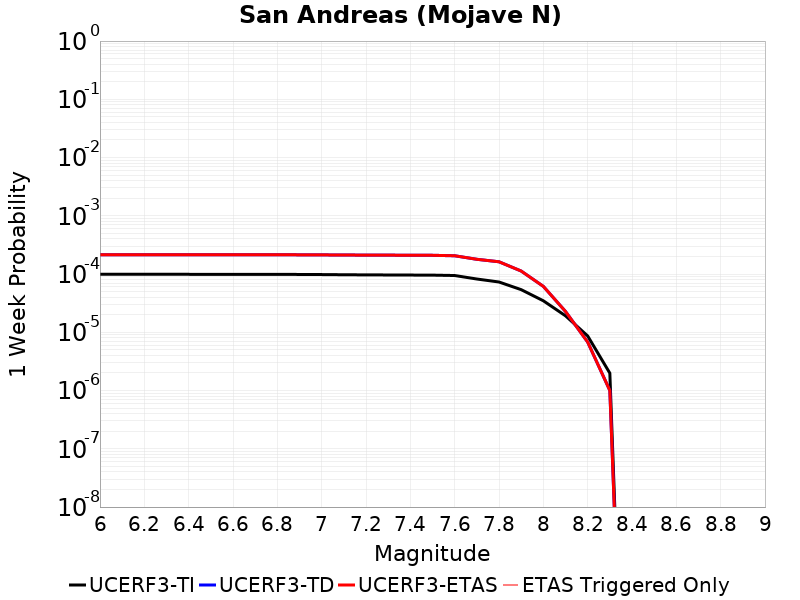 San Andreas (Mojave N)
1 Week Probability
10^0
10^-1
10^-2
10^-3
10^-4
10^-5
10^-6
10^-7
10^-8
6 6.2 6.4 6.6 6.8 7 7.2 7.4 7.6 7.8 8 8.2 8.4 8.6 8.8 9
Magnitude
UCERF3-TI UCERF3-TD UCERF3-ETAS ETAS Triggered Only